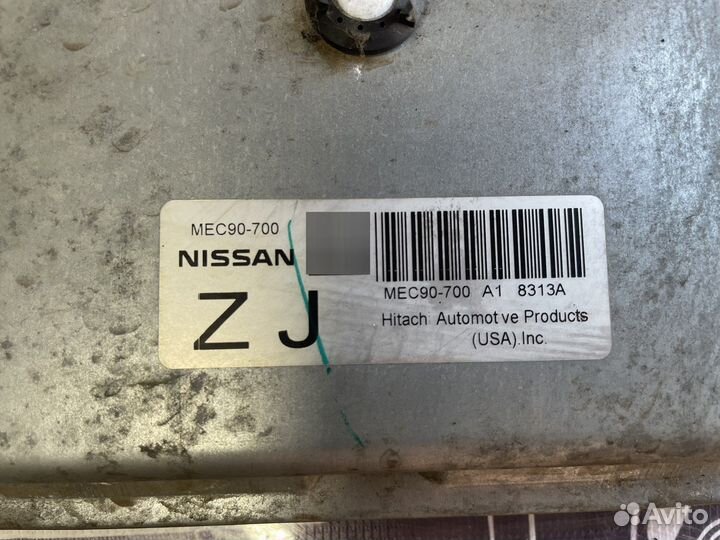 MEC90-700
NISSAN
Z J
MEC90-700 A1 8313A
Hitach Automot ve Products
(USA).Inc.
Avito